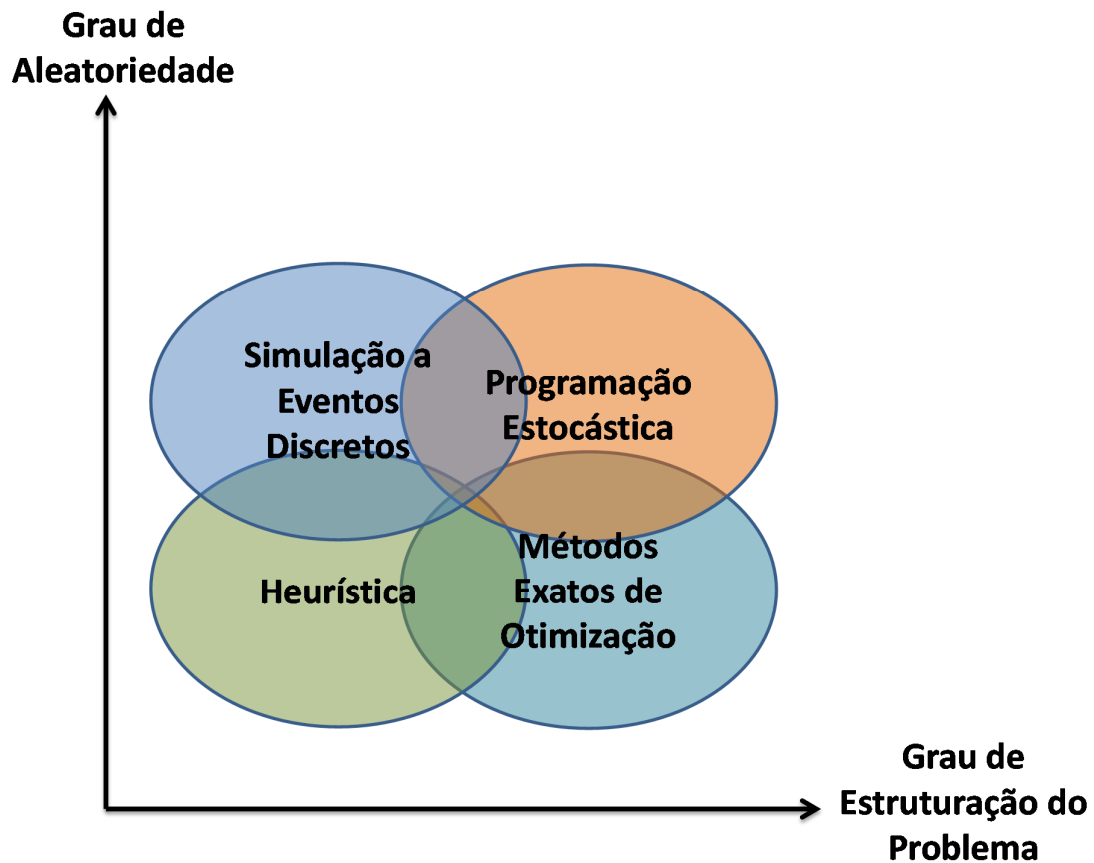 Grau de
Aleatoriedade
Simulação a
Eventos
Discretos
Programação
Estocástica
Heurística
Métodos
Exatos de
Otimização
Grau de
Estruturação do
Problema